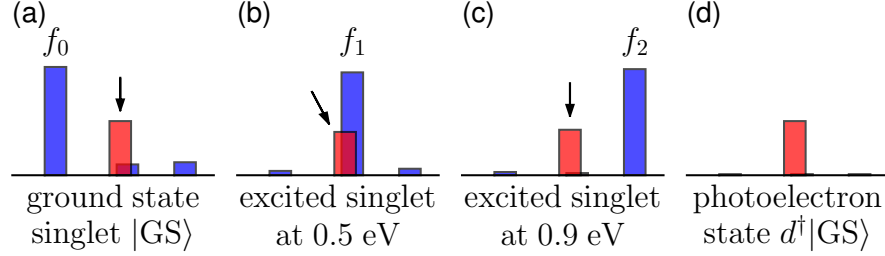 (a)
f₀
ground state
singlet |GS⟩
(b)
f₁
excited singlet
at 0.5 eV
(c)
f₂
excited singlet
at 0.9 eV
(d)
photoelectron
state d†|GS⟩